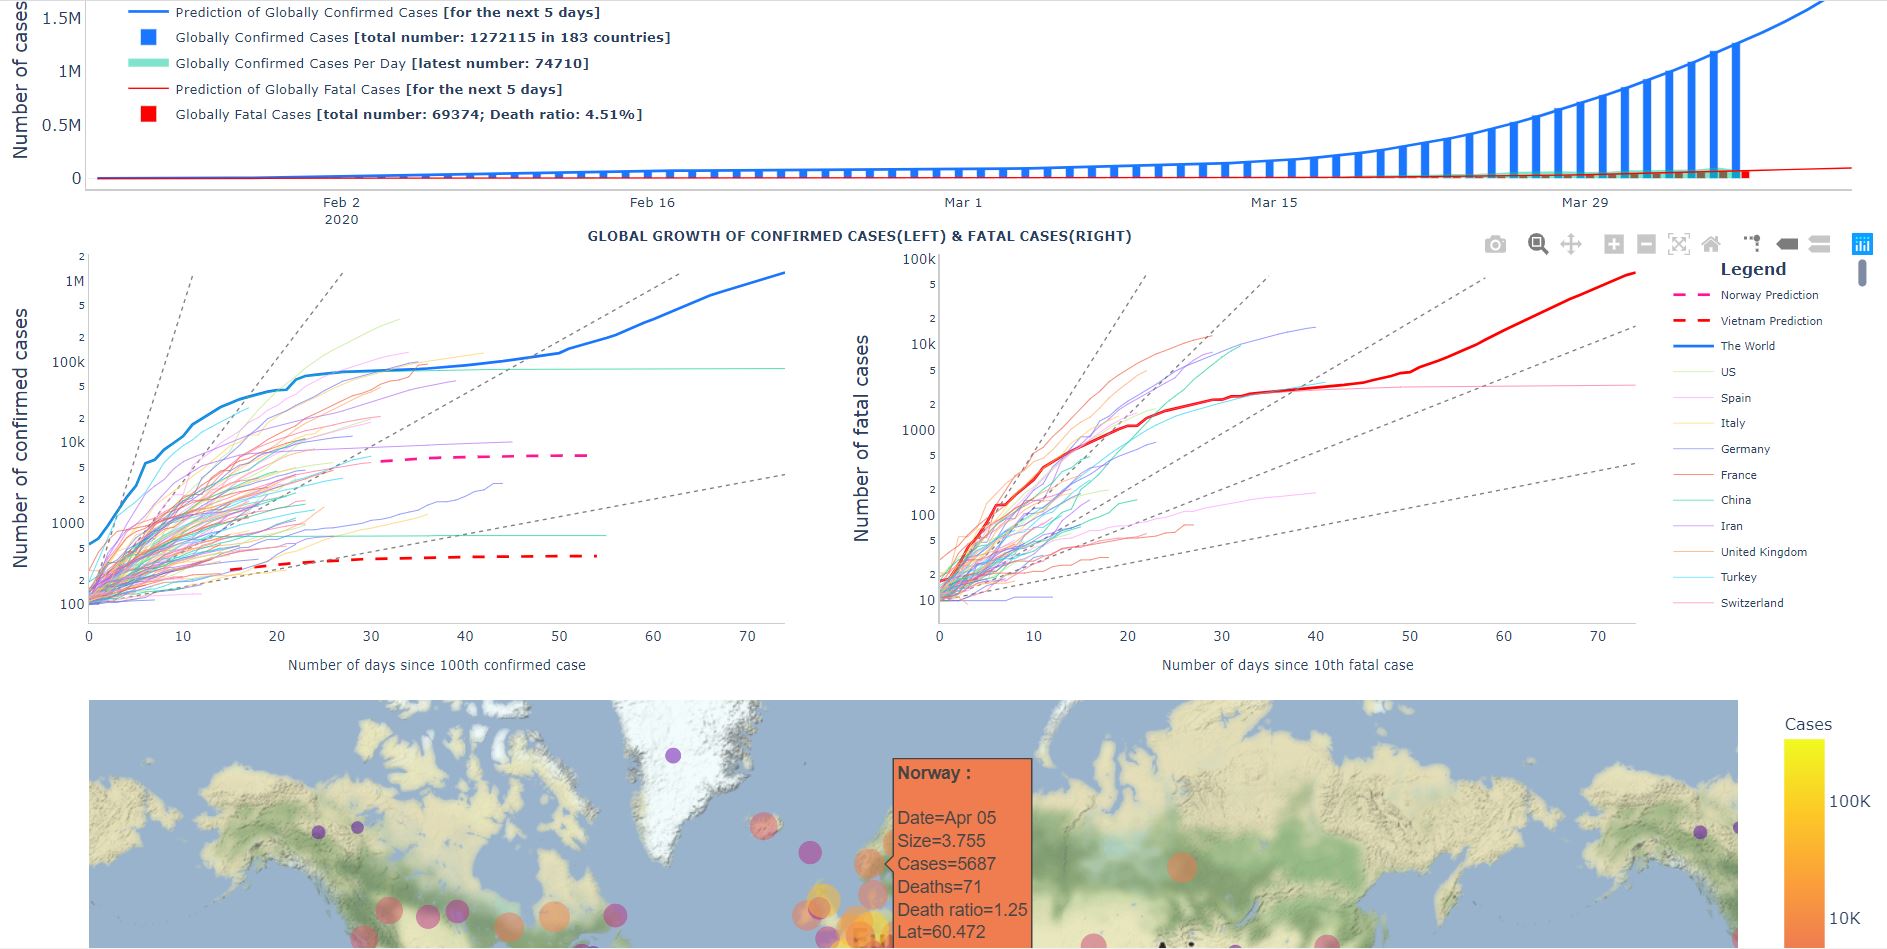 Number of cases
1.5M
1M
0.5M
0
Prediction of Globally Confirmed Cases [for the next 5 days]
Globally Confirmed Cases [total number: 1272115 in 183 countries]
Globally Confirmed Cases Per Day [latest number: 74710]
Prediction of Globally Fatal Cases [for the next 5 days]
Globally Fatal Cases [total number: 69374; Death ratio: 4.51%]
Feb 2
2020
Feb 16
Mar 1
Mar 15
Mar 29
GLOBAL GROWTH OF CONFIRMED CASES(LEFT) & FATAL CASES(RIGHT)
Number of confirmed cases
2
1M
5
2
100k
5
2
10k
5
2
1000
5
2
100
0 10 20 30 40 50 60 70
Number of days since 100th confirmed case
Number of fatal cases
100k
5
2
10k
5
2
1000
5
2
100
5
2
10
0 10 20 30 40 50 60 70
Number of days since 10th fatal case
Legend
Norway Prediction
Vietnam Prediction
The World
US
Spain
Italy
Germany
France
China
Iran
United Kingdom
Turkey
Switzerland
Norway :
Date=Apr 05
Size=3.755
Cases=5687
Deaths=71
Death ratio=1.25
Lat=60.472
Cases
100K
10K